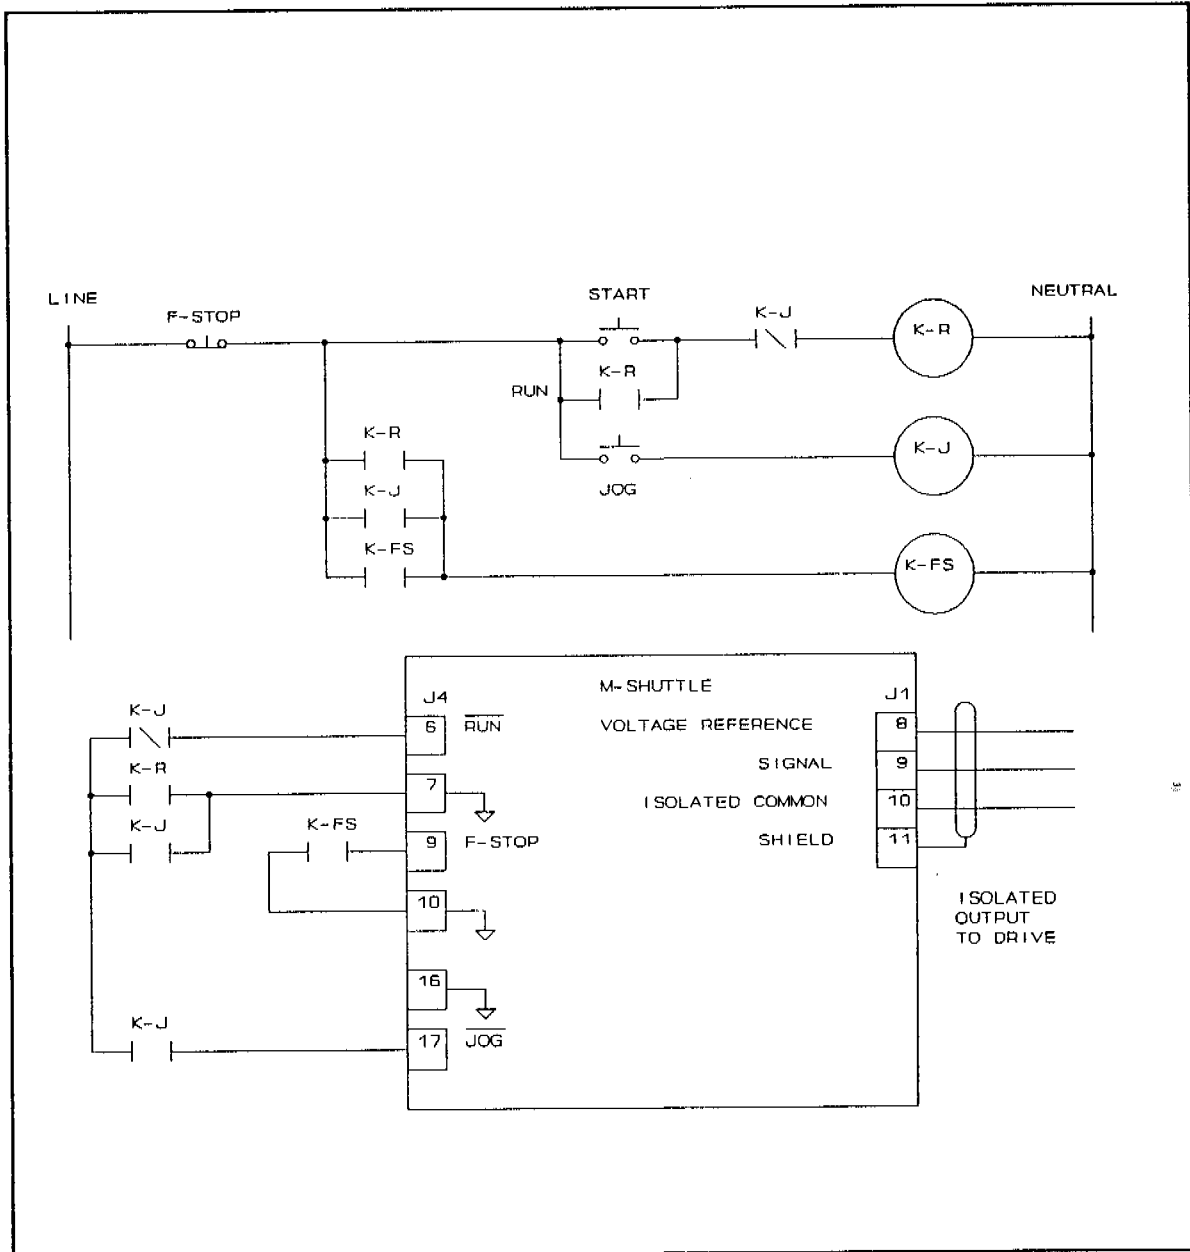 LINE
F-STOP
START
K-J
K-R
NEUTRAL
RUN
K-R
K-R
K-J
JOG
K-J
K-FS
K-FS
J4
M-SHUTTLE
J1
K-J
6
RUN
VOLTAGE REFERENCE
8
K-R
7
SIGNAL
9
ISOLATED COMMON
10
K-J
K-FS
9
F-STOP
SHIELD
11
10
ISOLATED
OUTPUT
TO DRIVE
16
K-J
17
JOG